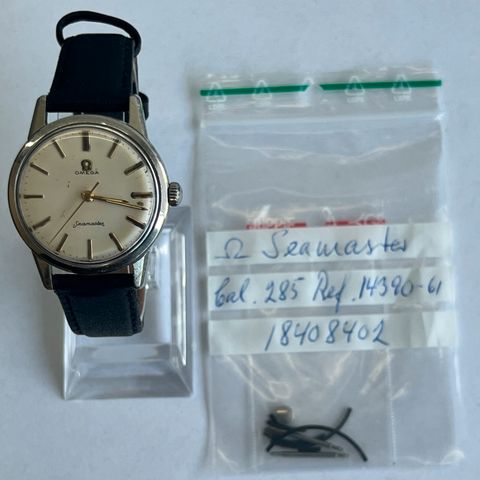 Ω
OMEGA
Seamaster
Ω Seamaster
Cal. 285 Ref. 14390-61
18408402